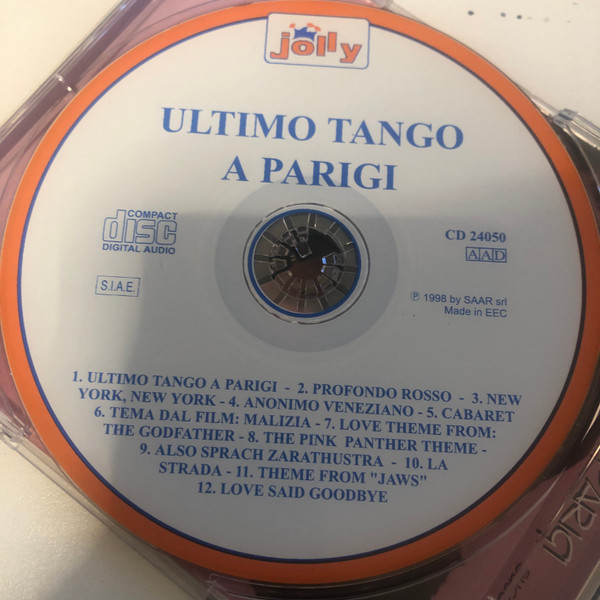 jolly
ULTIMO TANGO
A PARIGI
COMPACT
disc
DIGITAL AUDIO
CD 24050
AAD
S.I.A.E.
℗ 1998 by SAAR srl
Made in EEC
1. ULTIMO TANGO A PARIGI - 2. PROFONDO ROSSO - 3. NEW
YORK, NEW YORK - 4. ANONIMO VENEZIANO - 5. CABARET
6. TEMA DAL FILM: MALIZIA - 7. LOVE THEME FROM:
THE GODFATHER - 8. THE PINK PANTHER THEME -
9. ALSO SPRACH ZARATHUSTRA - 10. LA
STRADA - 11. THEME FROM "JAWS"
12. LOVE SAID GOODBYE